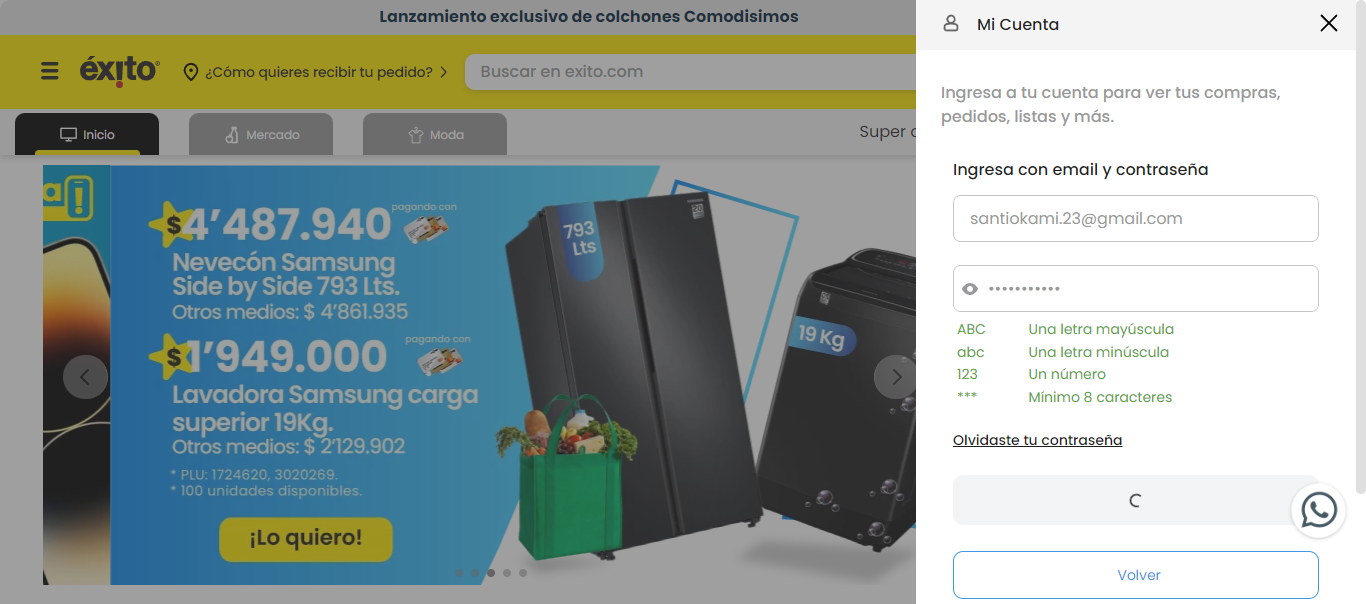 Lanzamiento exclusivo de colchones Comodisimos
éxito
¿Cómo quieres recibir tu pedido?
Buscar en exito.com
Inicio
Mercado
Moda
Super
a
$4’487.940
pagando con
Nevecón Samsung
Side by Side 793 Lts.
Otros medios: $ 4’861.935
$1’949.000
pagando con
Lavadora Samsung carga
superior 19Kg.
Otros medios: $ 2’129.902
* PLU: 1724620, 3020269.
* 100 unidades disponibles.
¡Lo quiero!
793
Lts
19 Kg
Mi Cuenta
Ingresa a tu cuenta para ver tus compras,
pedidos, listas y más.
Ingresa con email y contraseña
santiokami.23@gmail.com
•••••••••••
ABC Una letra mayúscula
abc Una letra minúscula
123 Un número
*** Mínimo 8 caracteres
Olvidaste tu contraseña
Volver